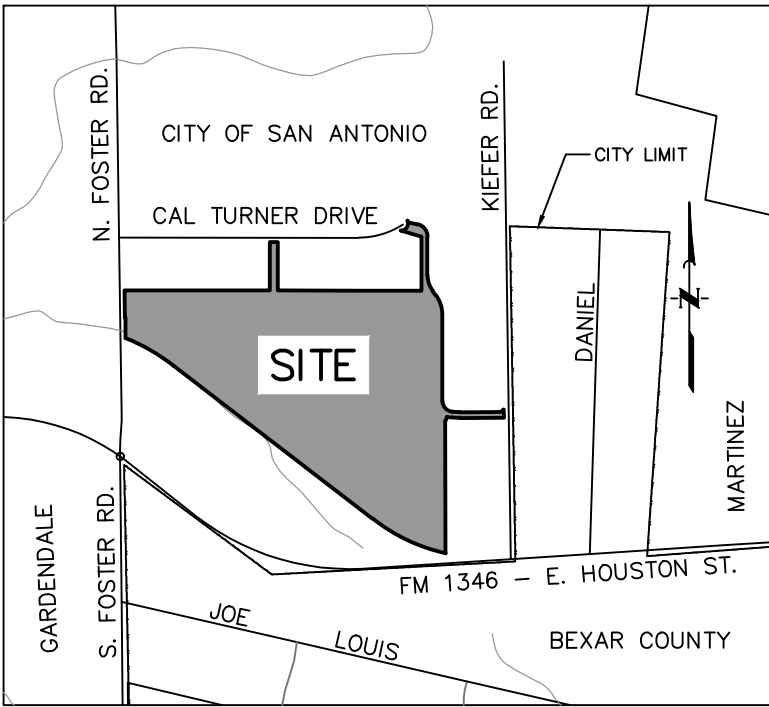 N. FOSTER RD.
CITY OF SAN ANTONIO
KIEFER RD.
CITY LIMIT
CAL TURNER DRIVE
N
DANIEL
SITE
MARTINEZ
GARDENDALE
S. FOSTER RD.
FM 1346 – E. HOUSTON ST.
JOE LOUIS
BEXAR COUNTY